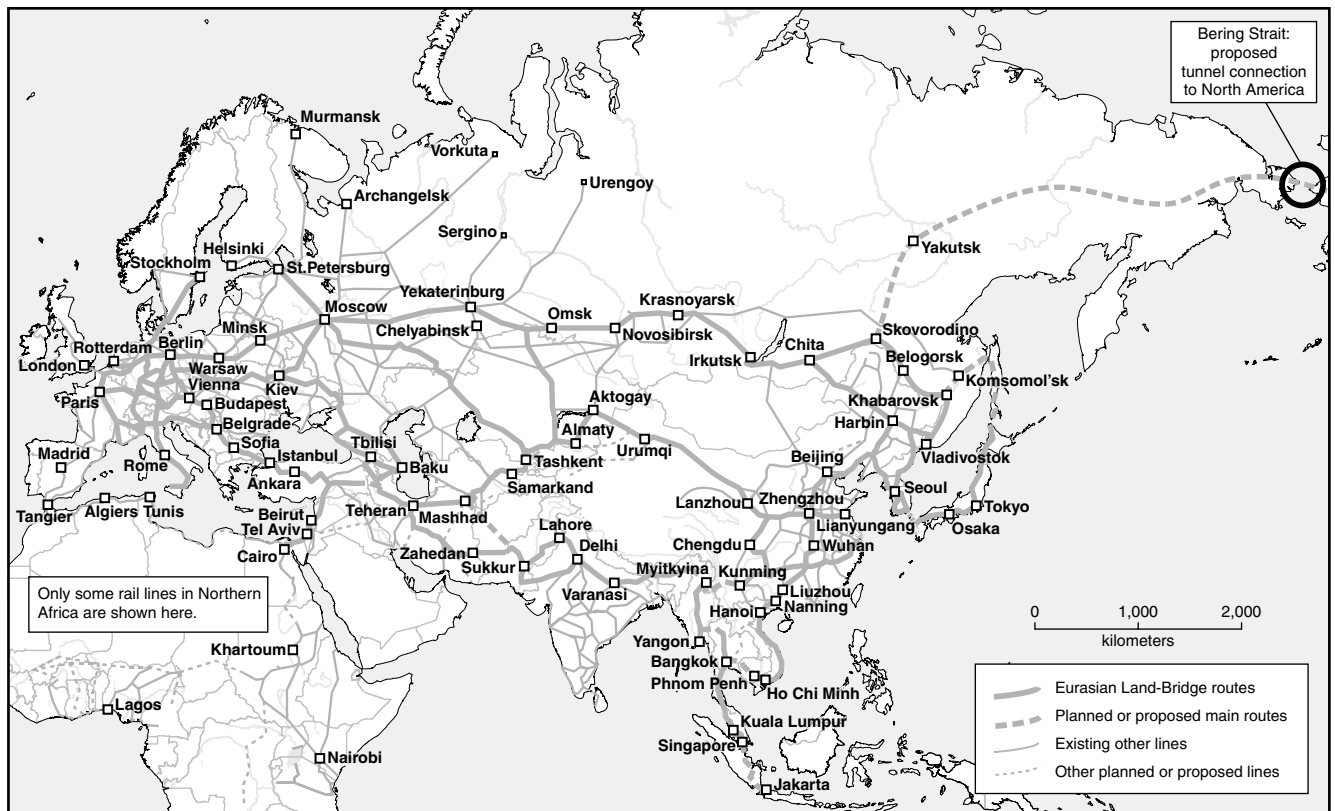 Bering Strait:
proposed
tunnel connection
to North America
Murmansk
Vorkuta
Urengoy
Archangelsk
Sergino
Yakutsk
Helsinki
Stockholm
St.Petersburg
Yekaterinburg
Krasnoyarsk
Moscow
Omsk
Skovorodino
Minsk
Chelyabinsk
Novosibirsk
Rotterdam
Berlin
Chita
Belogorsk
London
Warsaw
Irkutsk
Vienna
Kiev
Komsomol'sk
Paris
Budapest
Aktogay
Khabarovsk
Belgrade
Almaty
Harbin
Sofia
Tbilisi
Urumqi
Madrid
Istanbul
Beijing
Vladivostok
Rome
Baku
Tashkent
Ankara
Samarkand
Seoul
Lanzhou
Zhengzhou
Tangier
Algiers
Tunis
Beirut
Teheran
Mashhad
Tokyo
Tel Aviv
Lahore
Lianyungang
Osaka
Cairo
Zahedan
Delhi
Chengdu
Wuhan
Sukkur
Myitkyina
Kunming
Varanasi
Liuzhou
Nanning
Hanoi
Only some rail lines in Northern
Africa are shown here.
0
1,000
2,000
kilometers
Khartoum
Yangon
Bangkok
Phnom Penh
Ho Chi Minh
Lagos
Kuala Lumpur
Singapore
Nairobi
Jakarta
Eurasian Land-Bridge routes
Planned or proposed main routes
Existing other lines
Other planned or proposed lines